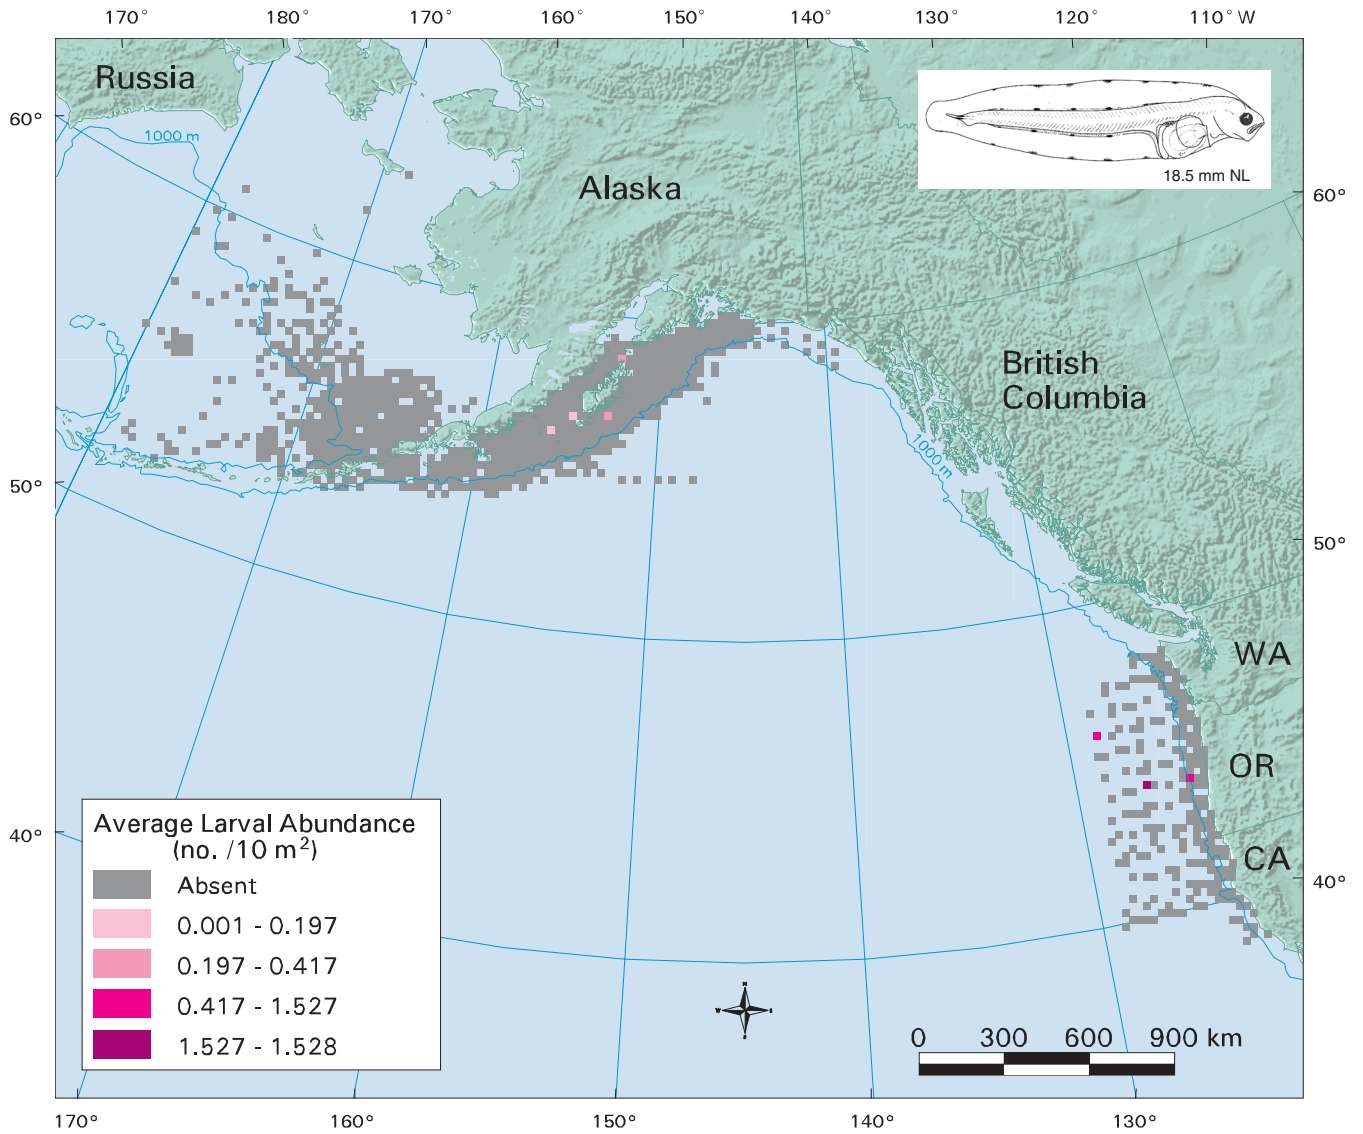 170° 180° 170° 160° 150° 140° 130° 120° 110° W
Russia
60°
1000 m
18.5 mm NL
Alaska
60°
British
Columbia
1000 m
50°
50°
WA
OR
CA
40°
40°
Average Larval Abundance
(no. /10 m²)
Absent
0.001 - 0.197
0.197 - 0.417
0.417 - 1.527
1.527 - 1.528
N
W
S
0 300 600 900 km
170° 160° 150° 140° 130°